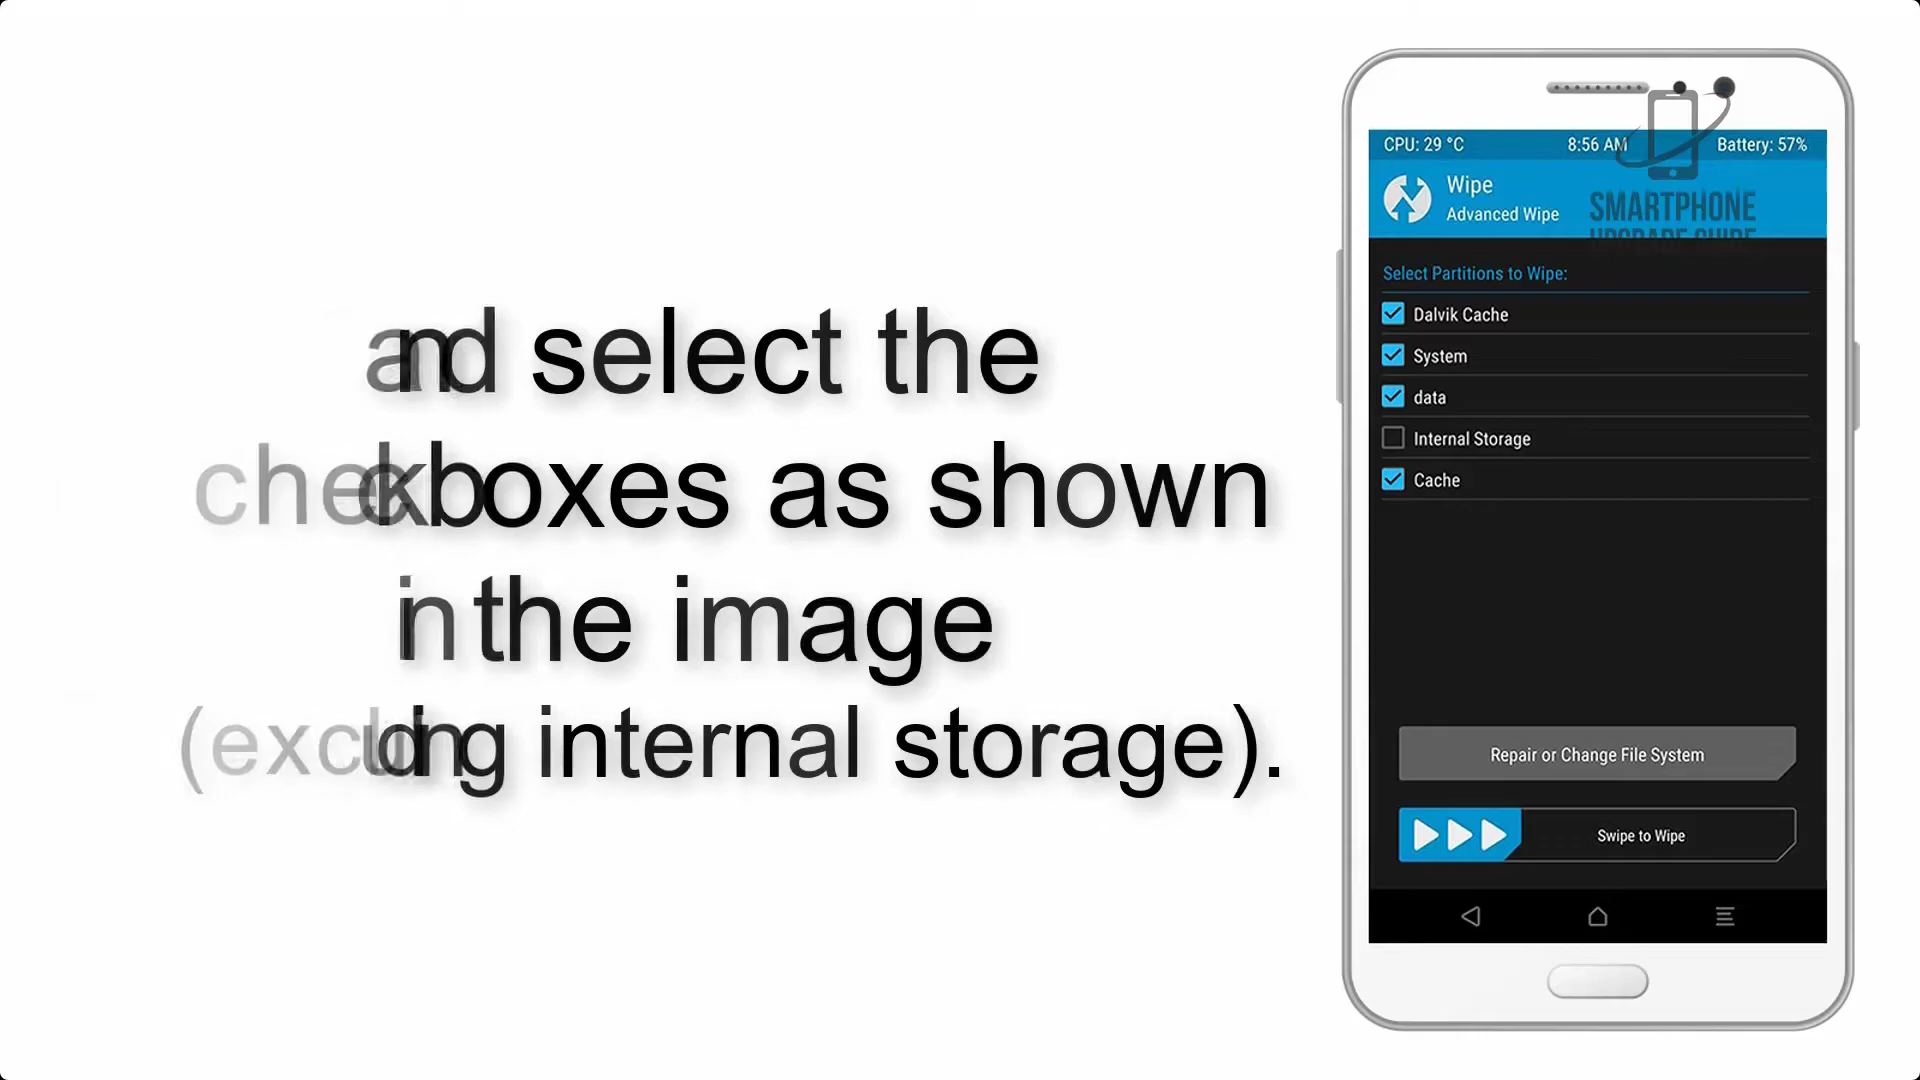 and select the
checkboxes as shown
in the image
(excluding internal storage).
CPU: 29 °C 8:56 AM Battery: 57%
Wipe
Advanced Wipe
SMARTPHONE
UPGRADE GUIDE
Select Partitions to Wipe:
Dalvik Cache
System
data
Internal Storage
Cache
Repair or Change File System
Swipe to Wipe